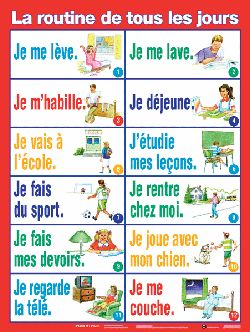 La routine de tous les jours
Je me lève.
1
Je me lave.
2
Je m'habille.
3
Je déjeune.
4
Je vais à
l'école.
5
J'étudie
mes leçons.
6
Je fais
du sport.
7
Je rentre
chez moi.
8
Je fais
mes devoirs.
9
Je joue avec
mon chien.
10
Je regarde
la télé.
11
Je me
couche.
12